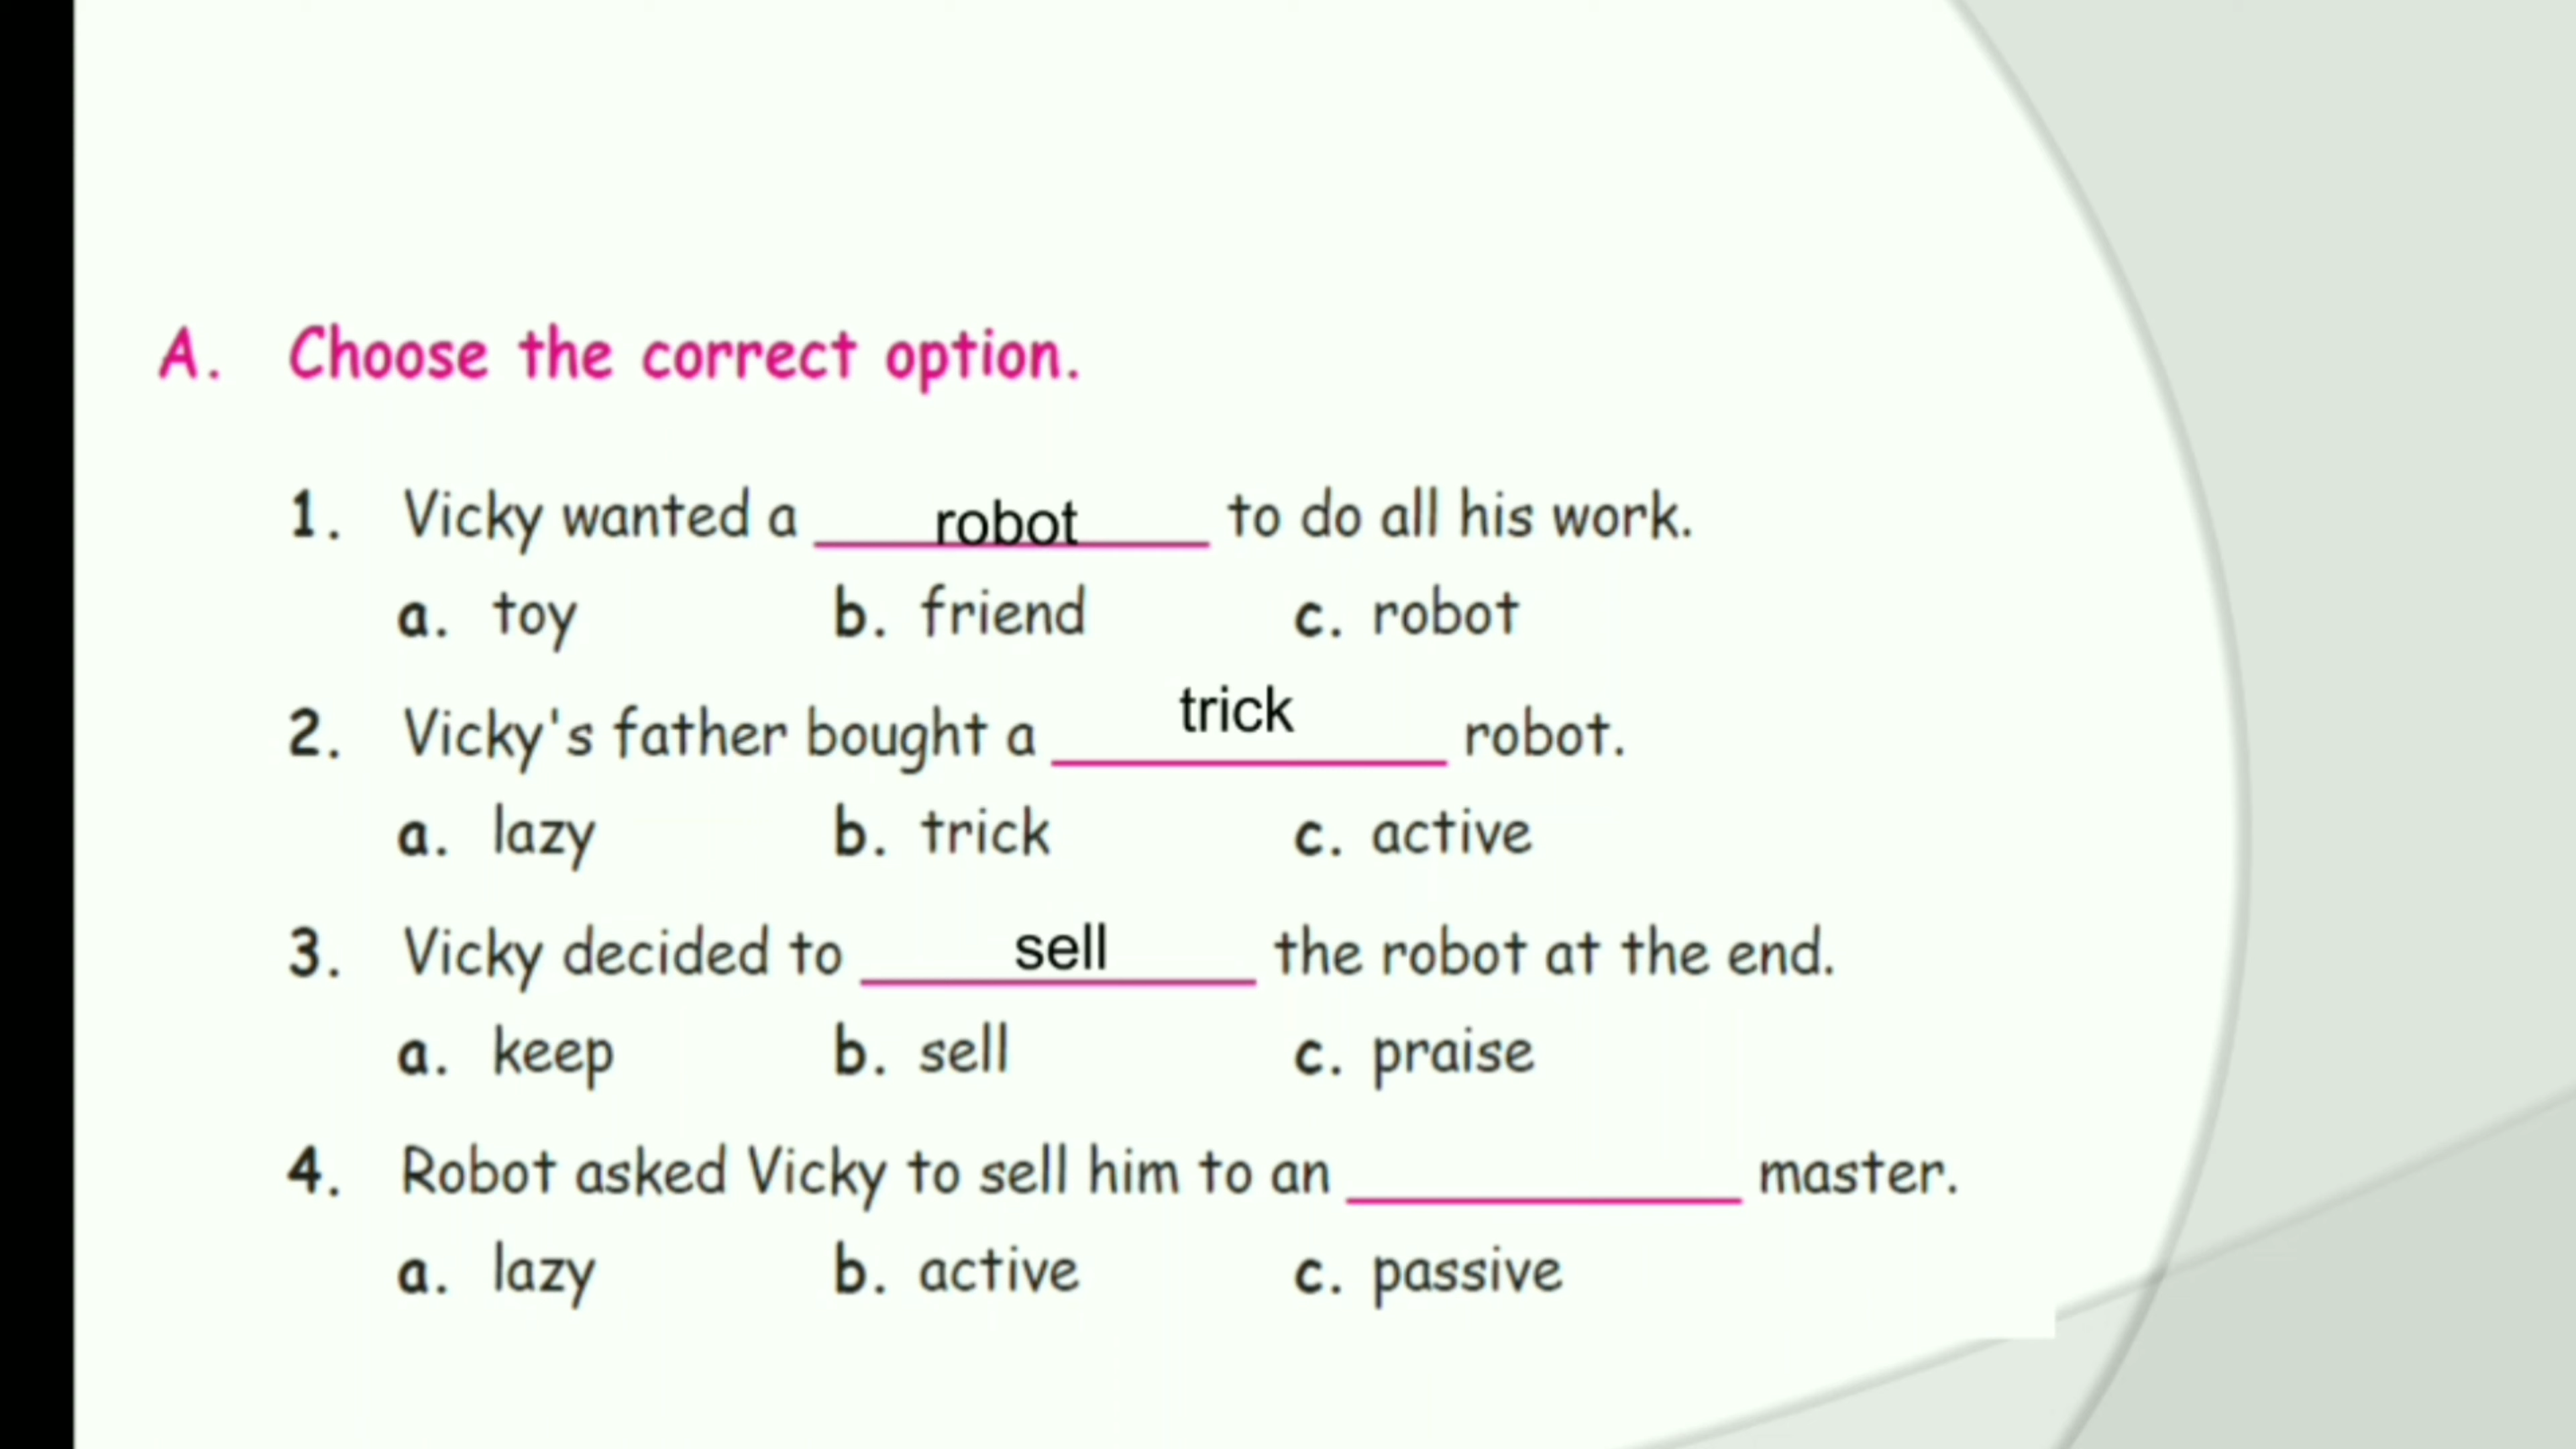 A. Choose the correct option.
1. Vicky wanted a robot to do all his work.
a. toy b. friend c. robot
2. Vicky's father bought a trick robot.
a. lazy b. trick c. active
3. Vicky decided to sell the robot at the end.
a. keep b. sell c. praise
4. Robot asked Vicky to sell him to an ________ master.
a. lazy b. active c. passive